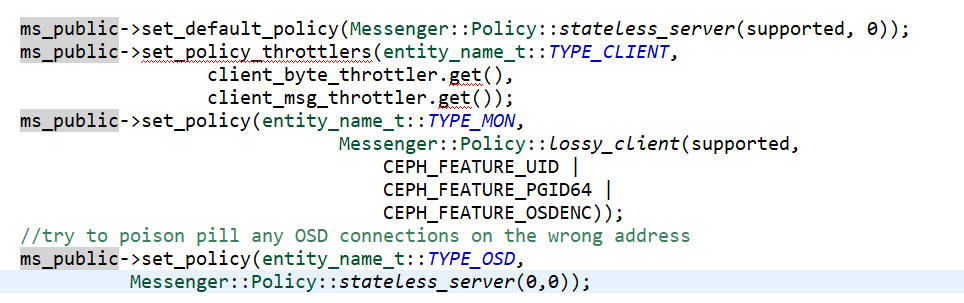 ms_public->set_default_policy(Messenger::Policy::stateless_server(supported, 0));
ms_public->set_policy_throttlers(entity_name_t::TYPE_CLIENT,
client_byte_throttler.get(),
client_msg_throttler.get());
ms_public->set_policy(entity_name_t::TYPE_MON,
Messenger::Policy::lossy_client(supported,
CEPH_FEATURE_UID |
CEPH_FEATURE_PGID64 |
CEPH_FEATURE_OSDENC));
//try to poison pill any OSD connections on the wrong address
ms_public->set_policy(entity_name_t::TYPE_OSD,
Messenger::Policy::stateless_server(0,0));